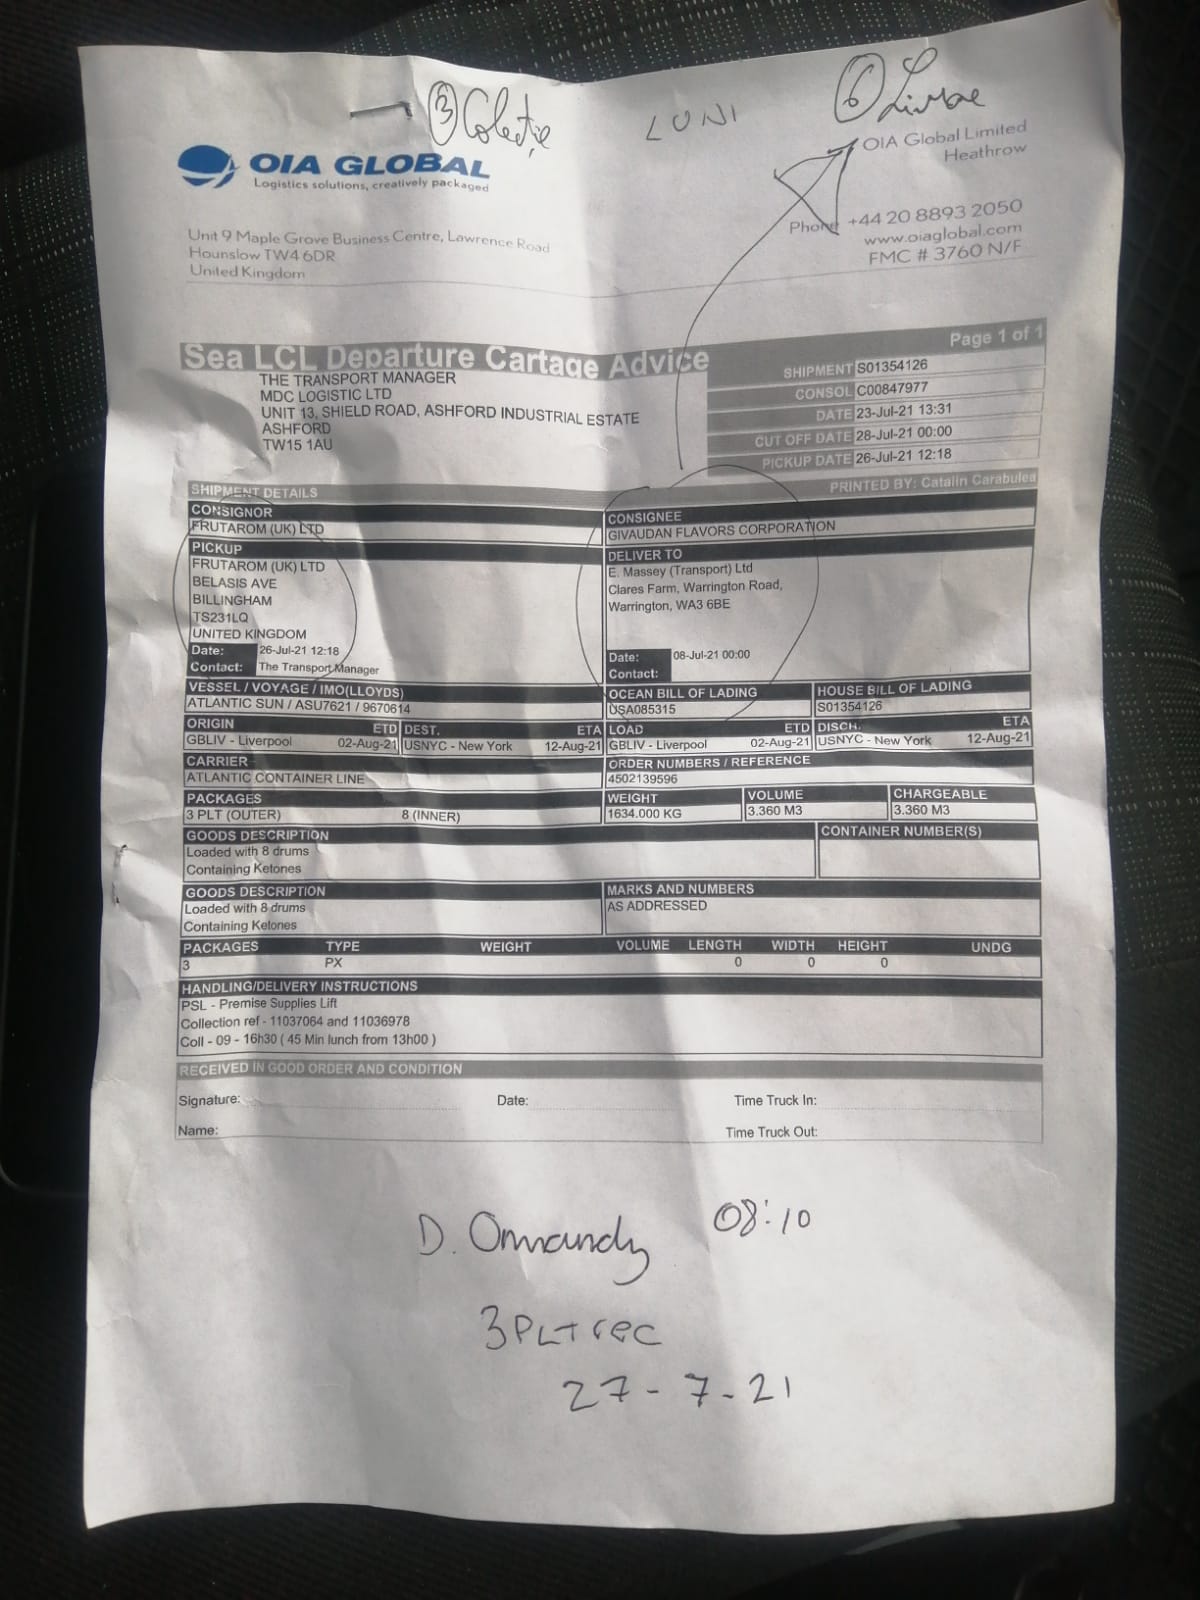 ③ Colecție
LUNI
⑥ Livrare
OIA GLOBAL
Logistics solutions, creatively packaged
OIA Global Limited
Heathrow
Unit 9 Maple Grove Business Centre, Lawrence Road
Hounslow TW4 6DR
United Kingdom
Phone +44 20 8893 2050
www.oiaglobal.com
FMC # 3760 N/F
Page 1 of 1
Sea LCL Departure Cartage Advice
THE TRANSPORT MANAGER
MDC LOGISTIC LTD
UNIT 13, SHIELD ROAD, ASHFORD INDUSTRIAL ESTATE
ASHFORD
TW15 1AU
SHIPMENT S01354126
CONSOL C00847977
DATE 23-Jul-21 13:31
CUT OFF DATE 28-Jul-21 00:00
PICKUP DATE 26-Jul-21 12:18
SHIPMENT DETAILS PRINTED BY: Catalin Carabulea
CONSIGNOR
FRUTAROM (UK) LTD
PICKUP
FRUTAROM (UK) LTD
BELASIS AVE
BILLINGHAM
TS231LQ
UNITED KINGDOM
Date: 26-Jul-21 12:18
Contact: The Transport Manager
CONSIGNEE
GIVAUDAN FLAVORS CORPORATION
DELIVER TO
E. Massey (Transport) Ltd
Clares Farm, Warrington Road,
Warrington, WA3 6BE
Date: 08-Jul-21 00:00
Contact:
VESSEL / VOYAGE / IMO(LLOYDS) OCEAN BILL OF LADING HOUSE BILL OF LADING
ATLANTIC SUN / ASU7621 / 9670614 USA085315 S01354126
ORIGIN ETD DEST. ETA LOAD ETD DISCH. ETA
GBLIV - Liverpool 02-Aug-21 USNYC - New York 12-Aug-21 GBLIV - Liverpool 02-Aug-21 USNYC - New York 12-Aug-21
CARRIER ORDER NUMBERS / REFERENCE
ATLANTIC CONTAINER LINE 4502139596
PACKAGES WEIGHT VOLUME CHARGEABLE
3 PLT (OUTER) 8 (INNER) 1634.000 KG 3.360 M3 3.360 M3
GOODS DESCRIPTION CONTAINER NUMBER(S)
Loaded with 8 drums
Containing Ketones
GOODS DESCRIPTION MARKS AND NUMBERS
Loaded with 8 drums AS ADDRESSED
Containing Ketones
PACKAGES TYPE WEIGHT VOLUME LENGTH WIDTH HEIGHT UNDG
3 PX 0 0 0
HANDLING/DELIVERY INSTRUCTIONS
PSL - Premise Supplies Lift
Collection ref - 11037064 and 11036978
Coll - 09 - 16h30 ( 45 Min lunch from 13h00 )
RECEIVED IN GOOD ORDER AND CONDITION
Signature: Date: Time Truck In:
Name: Time Truck Out:
D. Ormandy 08:10
3 PLT rec
27-7-21